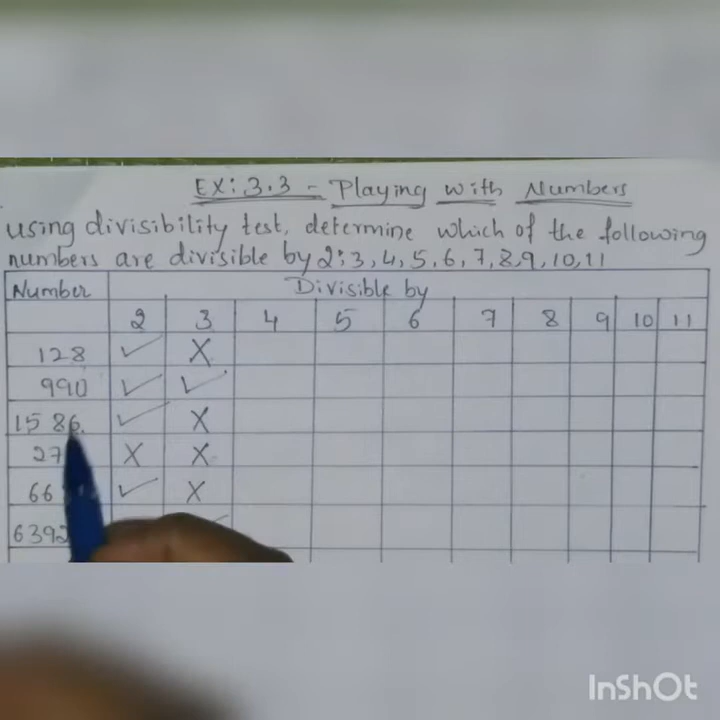 EX: 3.3 - Playing with Numbers
using divisibility test, determine which of the following
numbers are divisible by 2; 3, 4, 5, 6, 7, 8, 9, 10, 11
Number Divisible by
2 3 4 5 6 7 8 9 10 11
128 ✓ X
990 ✓ ✓
1586. ✓ X
27 X X
66 ✓ X
639
InShOt